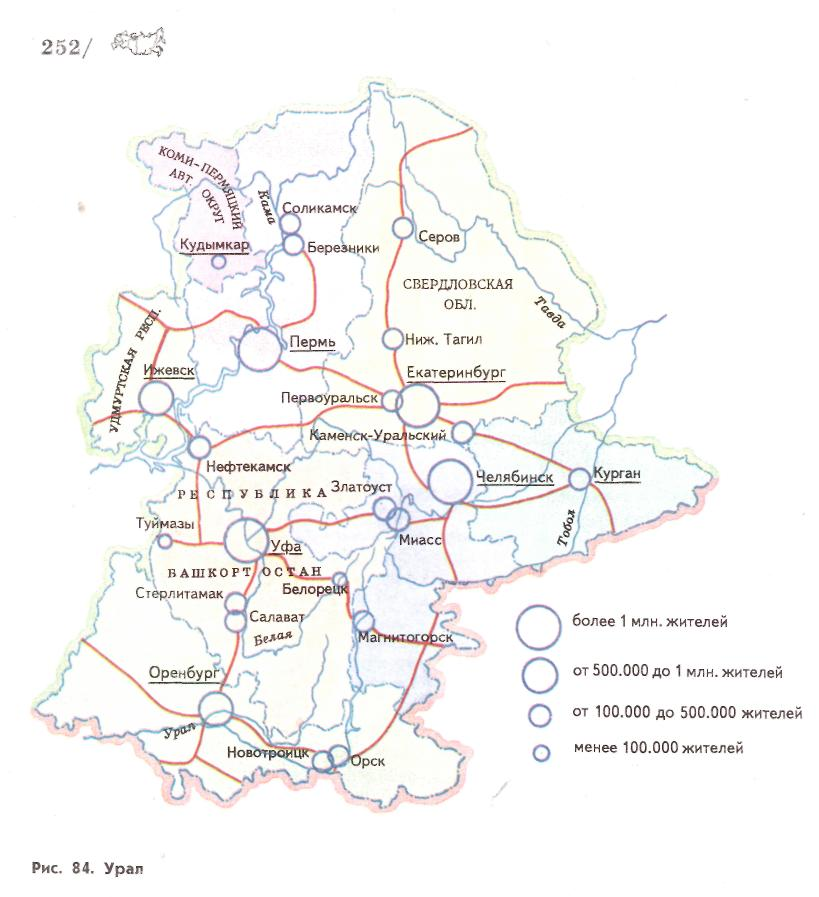 252/
КОМИ-ПЕРМЯЦКИЙ
АВТ. ОКРУГ
Кама
Соликамск
Кудымкар
Березники
Серов
СВЕРДЛОВСКАЯ
ОБЛ.
Тавда
УДМУРТСКАЯ РЕСП.
Пермь
Ниж. Тагил
Ижевск
Екатеринбург
Первоуральск
Каменск-Уральский
Нефтекамск
Челябинск
Курган
РЕСПУБЛИКА
Златоуст
Туймазы
Миасс
Тобол
Уфа
БАШКОРТОСТАН
Белорецк
Стерлитамак
Салават
Белая
Магнитогорск
более 1 млн. жителей
Оренбург
от 500.000 до 1 млн. жителей
от 100.000 до 500.000 жителей
Урал
Новотроицк
Орск
менее 100.000 жителей
Рис. 84. Урал